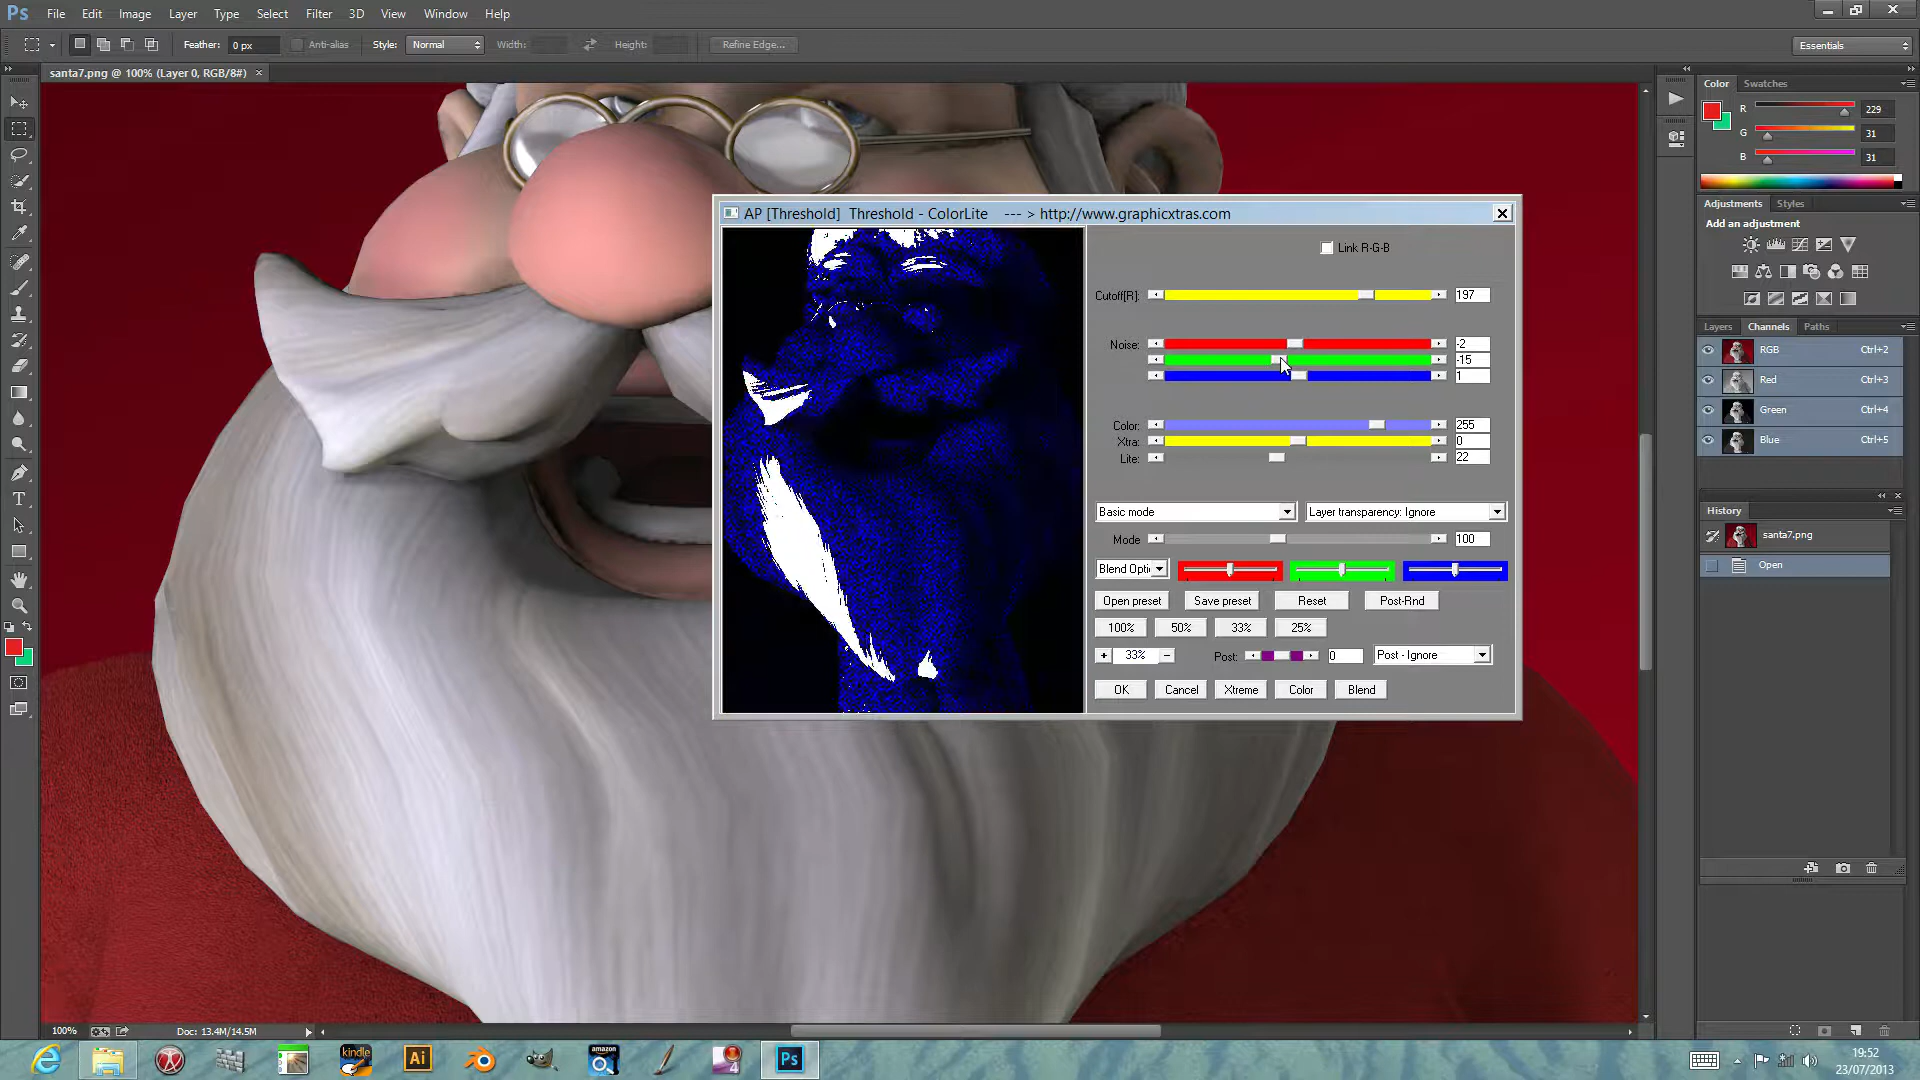 Ps File Edit Image Layer Type Select Filter 3D View Window Help
Feather: 0 px Anti-alias Style: Normal Width: Height: Refine Edge... Essentials
santa7.png @ 100% (Layer 0, RGB/8#) ×
Color Swatches
R 229
G 31
B 31
Adjustments Styles
Add an adjustment
Layers Channels Paths
RGB Ctrl+2
Red Ctrl+3
Green Ctrl+4
Blue Ctrl+5
History
santa7.png
Open
AP [Threshold] Threshold - ColorLite --- > http://www.graphicxtras.com
Link R-G-B
Cutoff[R]: 197
Noise: -2
-15
1
Color: 255
Xtra: 0
Lite: 22
Basic mode Layer transparency: Ignore
Mode 100
Blend Opti
Open preset Save preset Reset Post-Rnd
100% 50% 33% 25%
+ 33% − Post: 0 Post - Ignore
OK Cancel Xtreme Color Blend
100% Doc: 13.4M/14.5M
kindle Ai amazon 4 Ps
19:52
23/07/2013